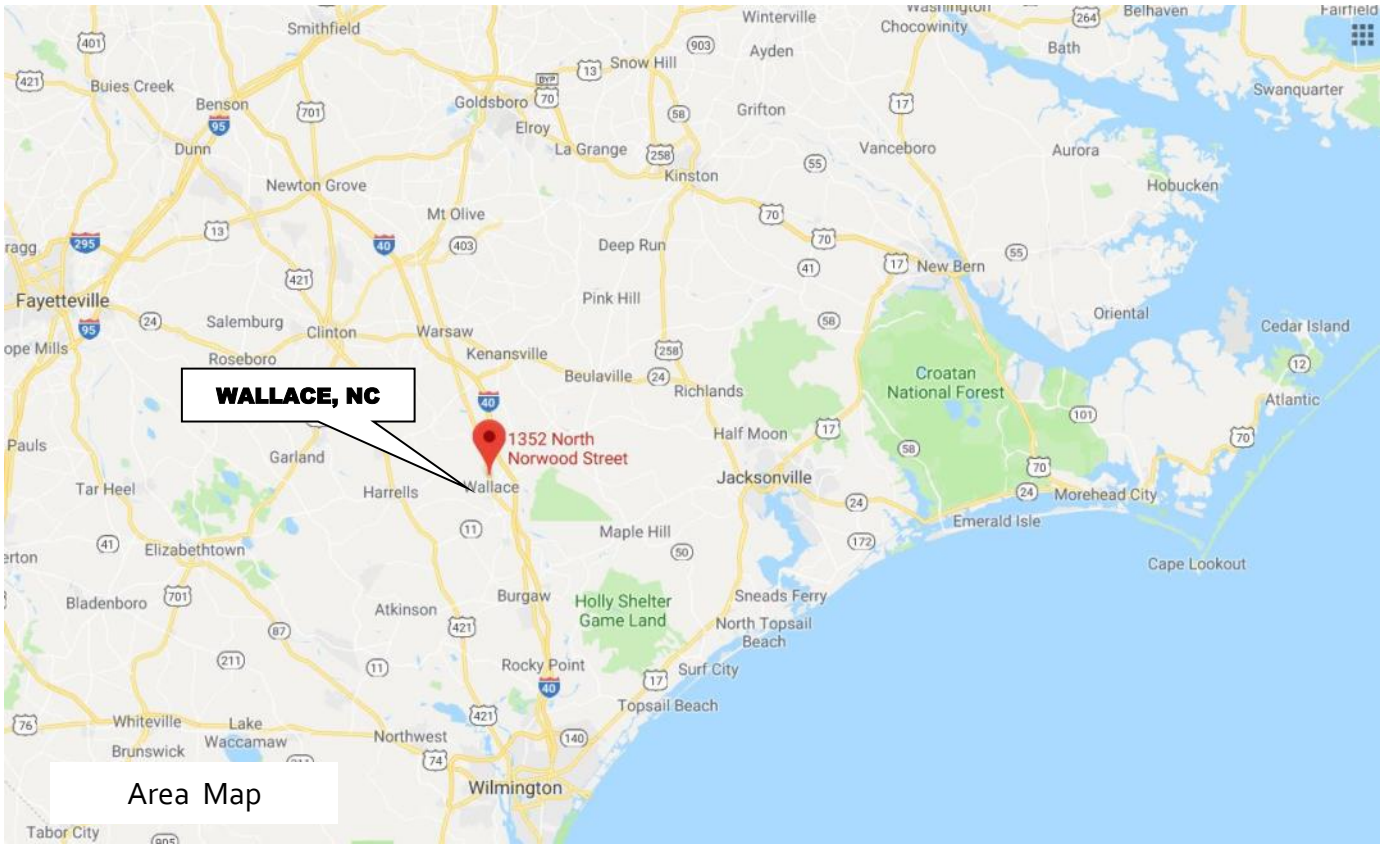 Washington
Belhaven
Fairfield
Winterville
Chocowinity
264
Smithfield
903
Ayden
Bath
401
421
Buies Creek
13
Snow Hill
BYP
70
Goldsboro
Swanquarter
Benson
701
95
17
Grifton
58
Elroy
Dunn
La Grange
258
Vanceboro
Aurora
55
Kinston
Newton Grove
Hobucken
Mt Olive
70
13
295
40
403
Deep Run
70
55
ragg
41
17
New Bern
421
Fayetteville
Pink Hill
Oriental
24
Salemburg
58
95
Clinton
Warsaw
Cedar Island
ope Mills
Roseboro
Kenansville
258
12
Beulaville
24
Richlands
Croatan
National Forest
WALLACE, NC
40
Atlantic
101
1352 North
Norwood Street
Half Moon
17
70
Pauls
58
Garland
70
Tar Heel
Harrells
Wallace
Jacksonville
24
Morehead City
24
Emerald Isle
11
Maple Hill
172
41
Elizabethtown
50
erton
Cape Lookout
701
Bladenboro
Burgaw
Holly Shelter
Game Land
Sneads Ferry
Atkinson
421
North Topsail
Beach
87
211
11
Rocky Point
Surf City
40
17
Topsail Beach
76
Whiteville
Lake
Waccamaw
421
Northwest
140
Brunswick
74
Wilmington
Area Map
Tabor City
905